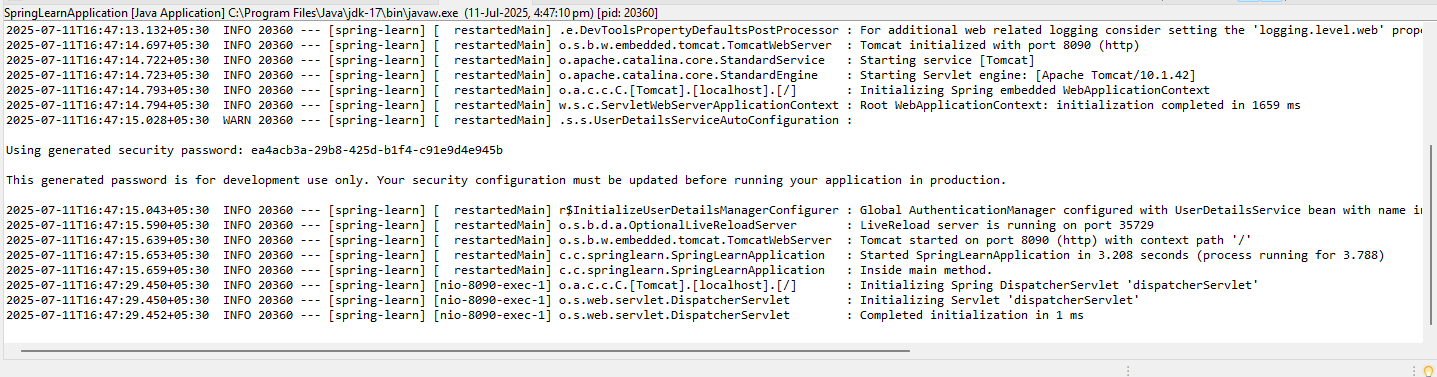 SpringLearnApplication [Java Application] C:\Program Files\Java\jdk-17\bin\javaw.exe (11-Jul-2025, 4:47:10 pm) [pid: 20360]
2025-07-11T16:47:13.132+05:30  INFO 20360 --- [spring-learn] [  restartedMain] .e.DevToolsPropertyDefaultsPostProcessor : For additional web related logging consider setting the 'logging.level.web' prope
2025-07-11T16:47:14.697+05:30  INFO 20360 --- [spring-learn] [  restartedMain] o.s.b.w.embedded.tomcat.TomcatWebServer  : Tomcat initialized with port 8090 (http)
2025-07-11T16:47:14.722+05:30  INFO 20360 --- [spring-learn] [  restartedMain] o.apache.catalina.core.StandardService   : Starting service [Tomcat]
2025-07-11T16:47:14.723+05:30  INFO 20360 --- [spring-learn] [  restartedMain] o.apache.catalina.core.StandardEngine    : Starting Servlet engine: [Apache Tomcat/10.1.42]
2025-07-11T16:47:14.793+05:30  INFO 20360 --- [spring-learn] [  restartedMain] o.a.c.c.C.[Tomcat].[localhost].[/]       : Initializing Spring embedded WebApplicationContext
2025-07-11T16:47:14.794+05:30  INFO 20360 --- [spring-learn] [  restartedMain] w.s.c.ServletWebServerApplicationContext : Root WebApplicationContext: initialization completed in 1659 ms
2025-07-11T16:47:15.028+05:30  WARN 20360 --- [spring-learn] [  restartedMain] .s.s.UserDetailsServiceAutoConfiguration :
Using generated security password: ea4acb3a-29b8-425d-b1f4-c91e9d4e945b
This generated password is for development use only. Your security configuration must be updated before running your application in production.
2025-07-11T16:47:15.043+05:30  INFO 20360 --- [spring-learn] [  restartedMain] r$InitializeUserDetailsManagerConfigurer : Global AuthenticationManager configured with UserDetailsService bean with name in
2025-07-11T16:47:15.590+05:30  INFO 20360 --- [spring-learn] [  restartedMain] o.s.b.d.a.OptionalLiveReloadServer       : LiveReload server is running on port 35729
2025-07-11T16:47:15.639+05:30  INFO 20360 --- [spring-learn] [  restartedMain] o.s.b.w.embedded.tomcat.TomcatWebServer  : Tomcat started on port 8090 (http) with context path '/'
2025-07-11T16:47:15.653+05:30  INFO 20360 --- [spring-learn] [  restartedMain] c.c.springlearn.SpringLearnApplication   : Started SpringLearnApplication in 3.208 seconds (process running for 3.788)
2025-07-11T16:47:15.659+05:30  INFO 20360 --- [spring-learn] [  restartedMain] c.c.springlearn.SpringLearnApplication   : Inside main method.
2025-07-11T16:47:29.450+05:30  INFO 20360 --- [spring-learn] [nio-8090-exec-1] o.a.c.c.C.[Tomcat].[localhost].[/]       : Initializing Spring DispatcherServlet 'dispatcherServlet'
2025-07-11T16:47:29.450+05:30  INFO 20360 --- [spring-learn] [nio-8090-exec-1] o.s.web.servlet.DispatcherServlet        : Initializing Servlet 'dispatcherServlet'
2025-07-11T16:47:29.452+05:30  INFO 20360 --- [spring-learn] [nio-8090-exec-1] o.s.web.servlet.DispatcherServlet        : Completed initialization in 1 ms